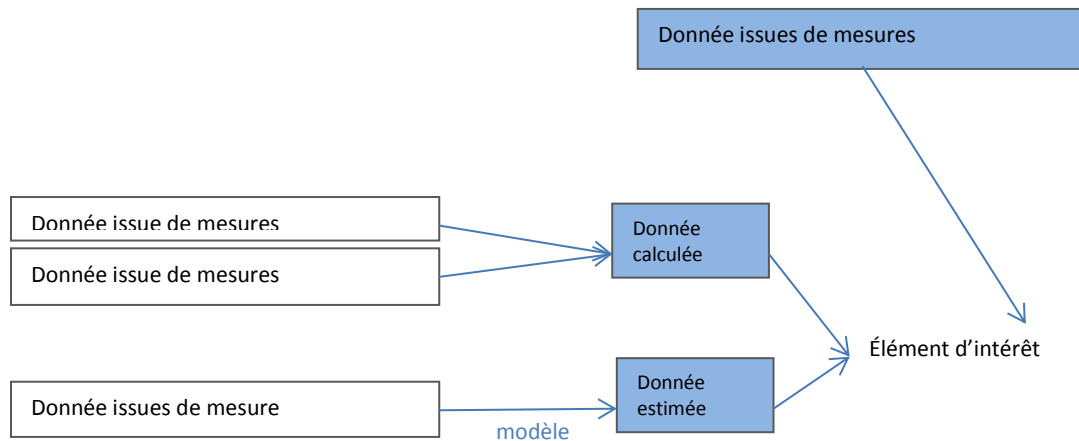 Donnée issues de mesures
Donnée issue de mesures
Donnée issue de mesures
Donnée
calculée
Élément d’intérêt
Donnée issues de mesure
modèle
Donnée
estimée